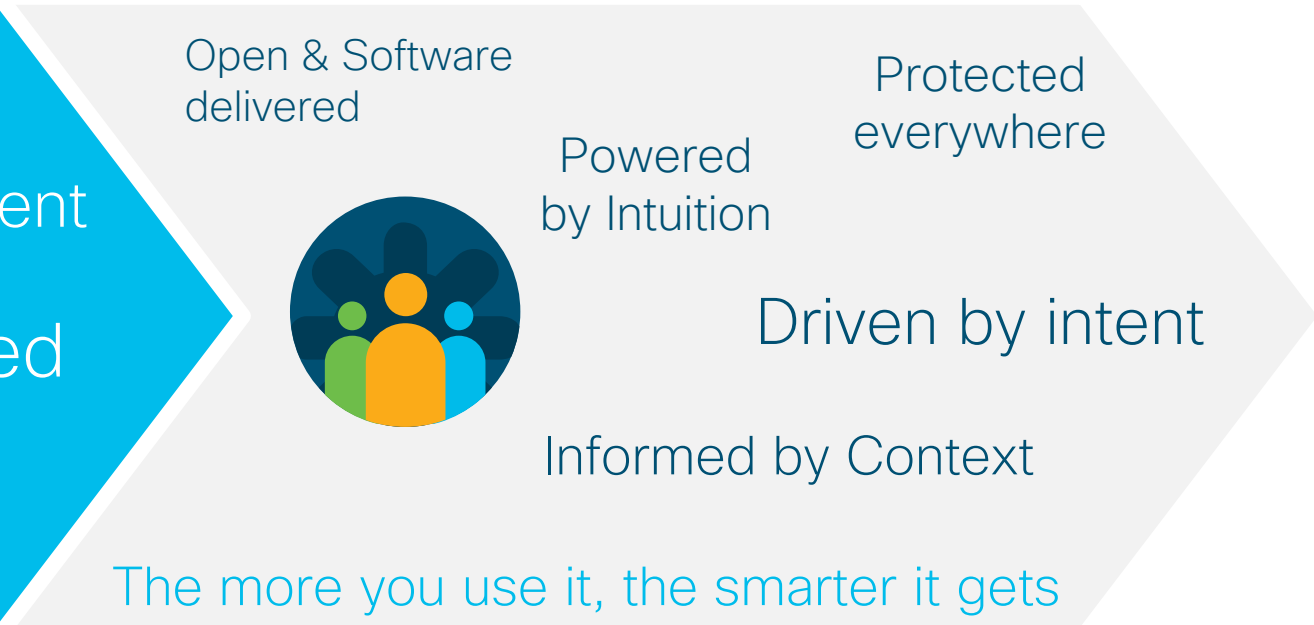 Open & Software
delivered
Protected
everywhere
Powered
by Intuition
Driven by intent
Informed by Context
The more you use it, the smarter it gets